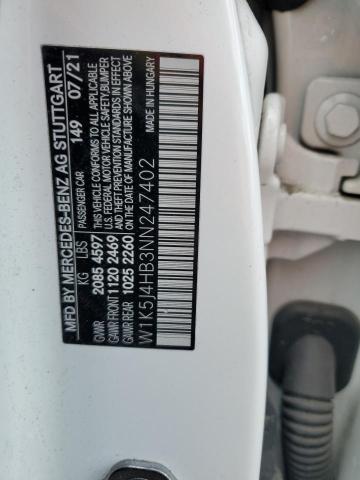 MFD BY MERCEDES-BENZ AG STUTTGART
PASSENGER CAR 149 07/21
KG LBS
GVWR 2085 4597
GAWR FRONT 1120 2469
GAWR REAR 1025 2260
THIS VEHICLE CONFORMS TO ALL APPLICABLE
U.S. FEDERAL MOTOR VEHICLE SAFETY, BUMPER
AND THEFT PREVENTION STANDARDS IN EFFECT
ON THE DATE OF MANUFACTURE SHOWN ABOVE
MADE IN HUNGARY
W1K5J4HB3NN247402